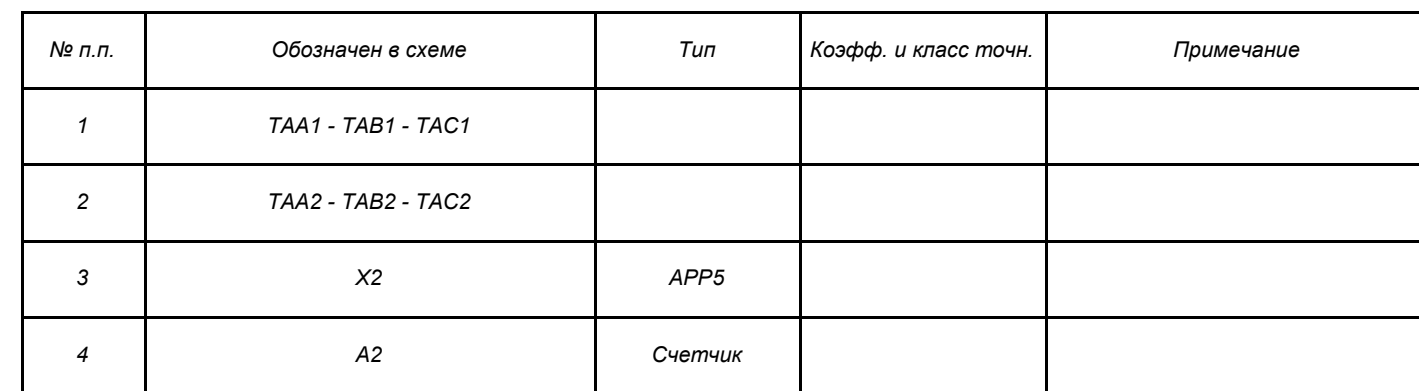 № п.п. Обозначен в схеме Тип Коэфф. и класс точн. Примечание
1 TAA1 - TAB1 - TAC1
2 TAA2 - TAB2 - TAC2
3 X2 APP5
4 A2 Счетчик